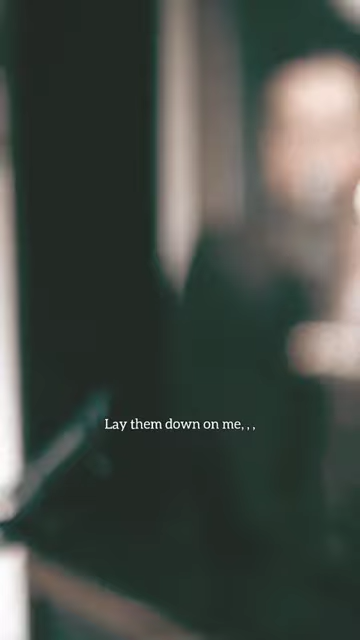 Lay them down on me, , ,